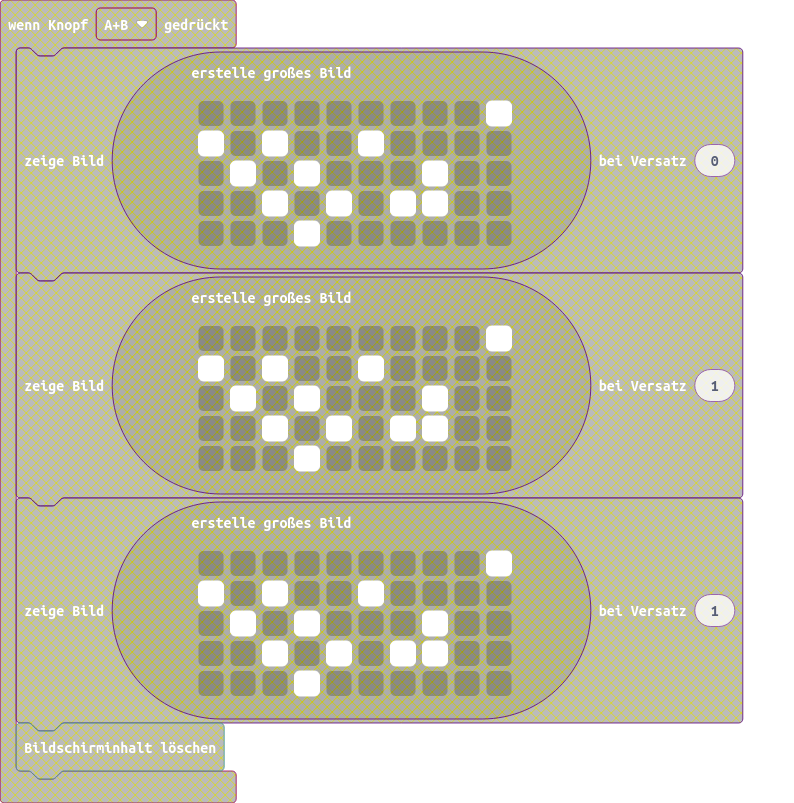 wenn Knopf A+B gedrückt
erstelle großes Bild
zeige Bild bei Versatz 0
erstelle großes Bild
zeige Bild bei Versatz 1
erstelle großes Bild
zeige Bild bei Versatz 1
Bildschirminhalt löschen